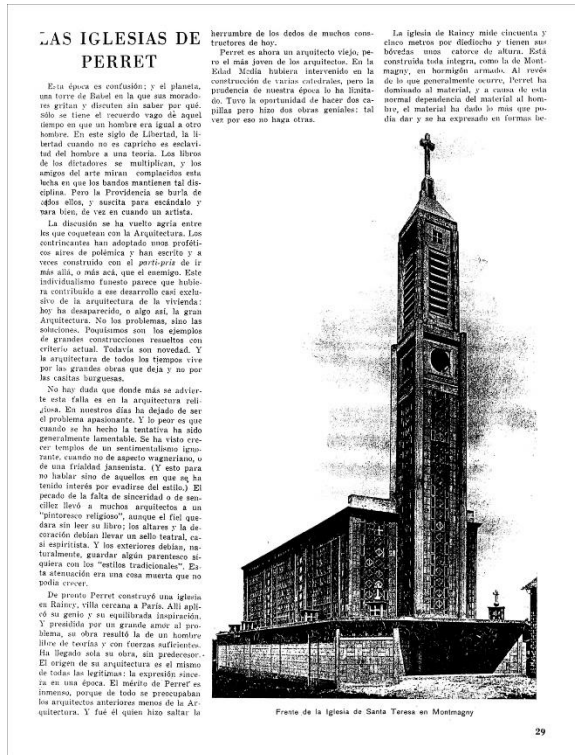 LAS IGLESIAS DE
PERRET
Esta época es confusión; y el planeta,
una torre de Babel en la que sus morado-
res gritan y discuten sin saber por qué.
sólo se tiene el recuerdo vago de aquel
tiempo en que un hombre era igual a otro
hombre. En este siglo de Libertad, la li-
bertad cuando no es capricho es esclavi-
tud del hombre a una teoría. Los libros
de los dictadores se multiplican, y los
amigos del arte miran complacidos esta
lucha en que los bandos mantienen tal dis-
ciplina. Pero la Providencia se burla de
todos ellos, y suscita para escándalo y
para bien, de vez en cuando un artista.
La discusión se ha vuelto agria entre
les que coquetean con la Arquitectura. Los
contrincantes han adoptado unos proféti-
cos aires de polémica y han escrito y a
veces construido con el parti-pris de ir
más allá, o más acá, que el enemigo. Este
individualismo funesto parece que hubie-
ra contribuido a ese desarrollo casi exclu-
sivo de la arquitectura de la vivienda:
hoy ha desaparecido, o algo así, la gran
Arquitectura. No los problemas, sino las
soluciones. Poquísimos son los ejemplos
de grandes construcciones resueltos con
criterio actual. Todavía son novedad. Y
la arquitectura de todos los tiempos vive
por las grandes obras que deja y no por
las casitas burguesas.
No hay duda que donde más se advier-
te esta falla es en la arquitectura reli-
giosa. En nuestros días ha dejado de ser
el problema apasionante. Y lo peor es que
cuando se ha hecho la tentativa ha sido
generalmente lamentable. Se ha visto cre-
cer templos de un sentimentalismo igno-
rante, cuando no de aspecto wagneriano, o
de una frialdad jansenista. (Y esto para
no hablar sino de aquellos en que se ha
tenido interés por evadirse del estilo.) El
pecado de la falta de sinceridad o de sen-
cillez llevó a muchos arquitectos a un
"pintoresco religioso", aunque el fiel que-
dara sin leer su libro; los altares y la de-
coración debían llevar un sello teatral, ca-
si espiritista. Y los exteriores debían, na-
turalmente, guardar algún parentesco si-
quiera con los "estilos tradicionales". Es-
ta atenuación era una cosa muerta que no
podía crecer.
De pronto Perret construyó una iglesia
es Rainey, villa cercana a París. Allí apli-
có su genio y su equilibrada inspiración.
Y presidida por un grande amor al pro-
blema, su obra resultó la de un hombre
libre de teorías y con fuerzas suficientes.
Ha llegado sola su obra, sin predecesor.
El origen de su arquitectura es el mismo
de todas las legítimas: la expresión since-
ra en una época. El mérito de Perret es
inmenso, porque de todo se preocupaban
los arquitectos anteriores menos de la Ar-
quitectura. Y fué él quien hizo saltar la
herrumbre de los dedos de muchos cons-
tructores de hoy.
Perret es ahora un arquitecto viejo, pe-
ro el más joven de los arquitectos. En la
Edad Media hubiera intervenido en la
construcción de varias catedrales, pero la
prudencia de nuestra época lo ha limita-
do. Tuvo la oportunidad de hacer dos ca-
pillas pero hizo dos obras geniales: tal
vez por eso no haga otras.
La iglesia de Raincy mide cincuenta y
cinco metros por dieciocho y tienen sus
bóvedas unos catorce de altura. Está
construída toda íntegra, como la de Mont-
magny, en hormigón armado. Al revés
de lo que generalmente ocurre, Perret ha
dominado al material, y a causa de esta
normal dependencia del material al hom-
bre, el material ha dado lo más que po-
día dar y se ha expresado en formas be-
Frente de la Iglesia de Santa Teresa en Montmagny
29